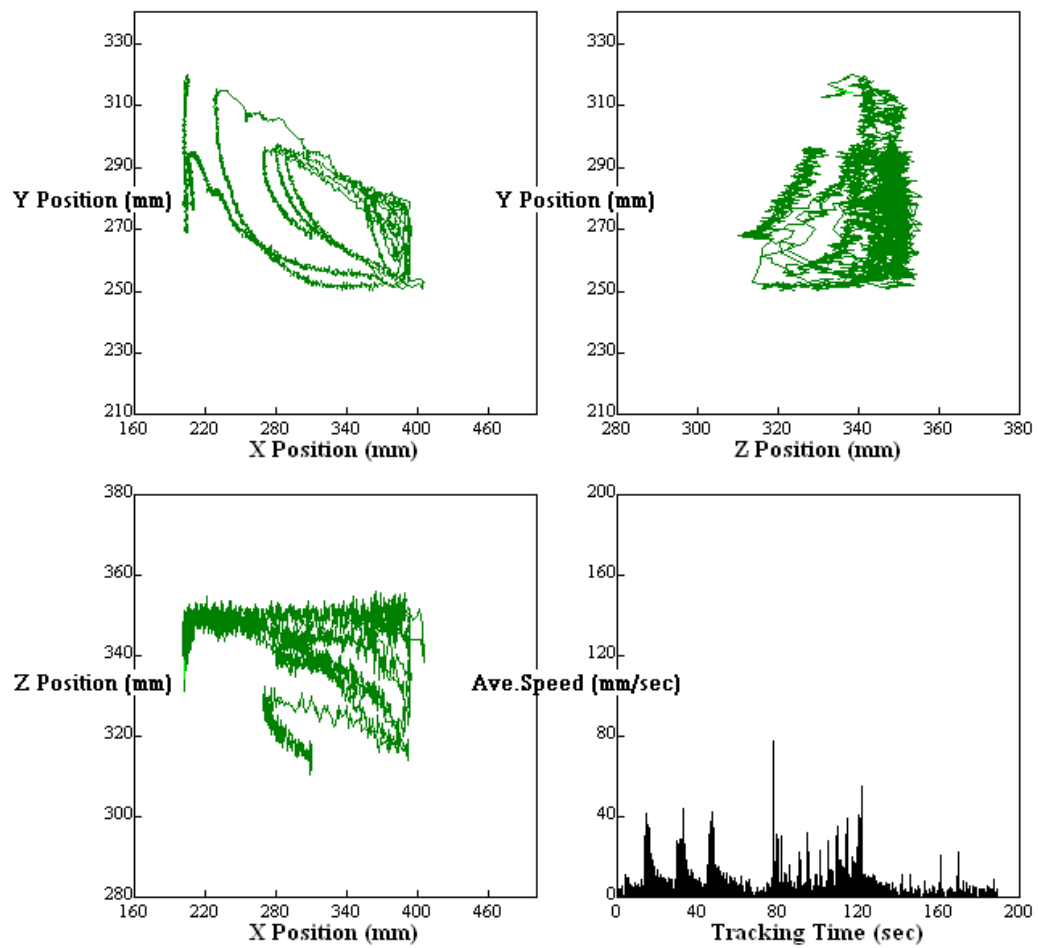 330
310
290
Y Position (mm)
270
250
230
210
160 220 280 340 400 460
X Position (mm)
330
310
290
Y Position (mm)
270
250
230
210
280 300 320 340 360 380
Z Position (mm)
380
360
340
Z Position (mm)
320
300
280
160 220 280 340 400 460
X Position (mm)
200
160
120
Ave.Speed (mm/sec)
80
40
0
0 40 80 120 160 200
Tracking Time (sec)